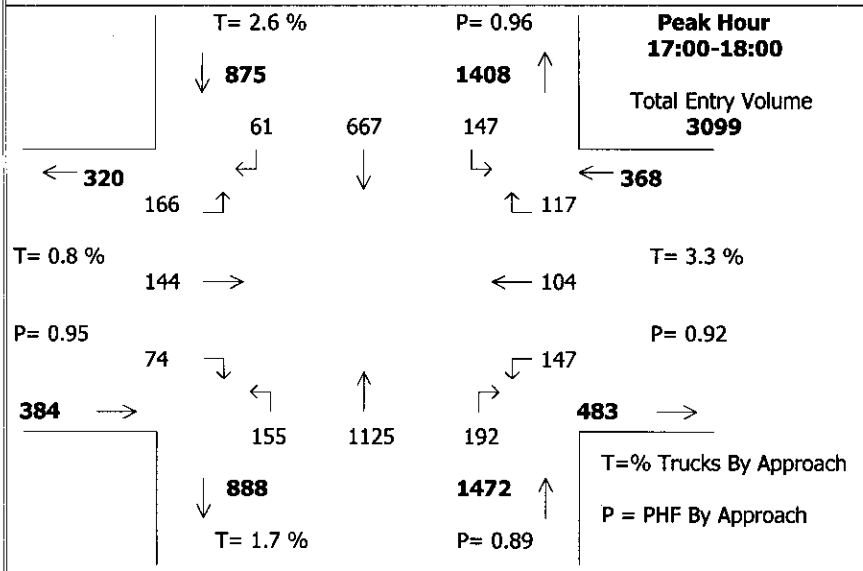 T= 2.6 % P= 0.96 Peak Hour
17:00-18:00
875 1408
Total Entry Volume
3099
61 667 147
320 368
166 117
T= 0.8 % T= 3.3 %
144 104
P= 0.95 P= 0.92
74 147
384 483
155 1125 192
T=% Trucks By Approach
888 1472
P = PHF By Approach
T= 1.7 % P= 0.89